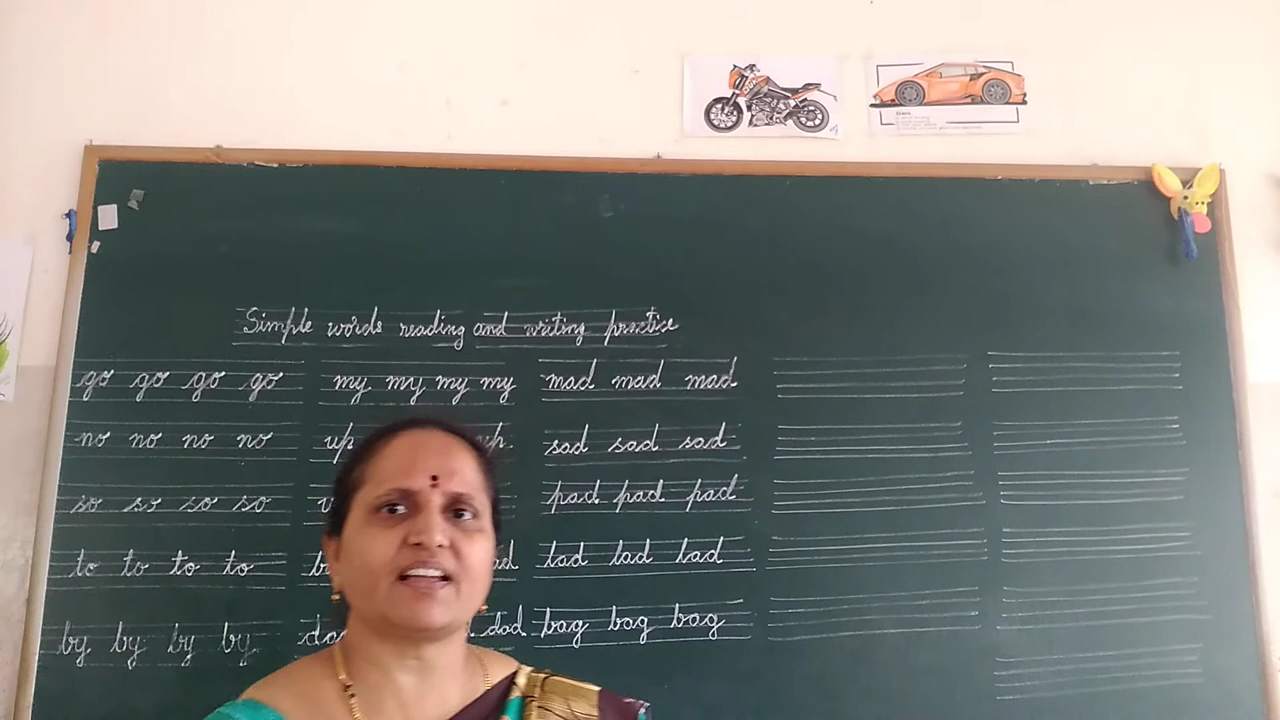 Simple words reading and writing practice
go go go go
no no no no
so so so so
to to to to
by by by by
my my my my
up up
dad
mad mad mad
sad sad sad
pad pad pad
lad lad lad
bag bag bag